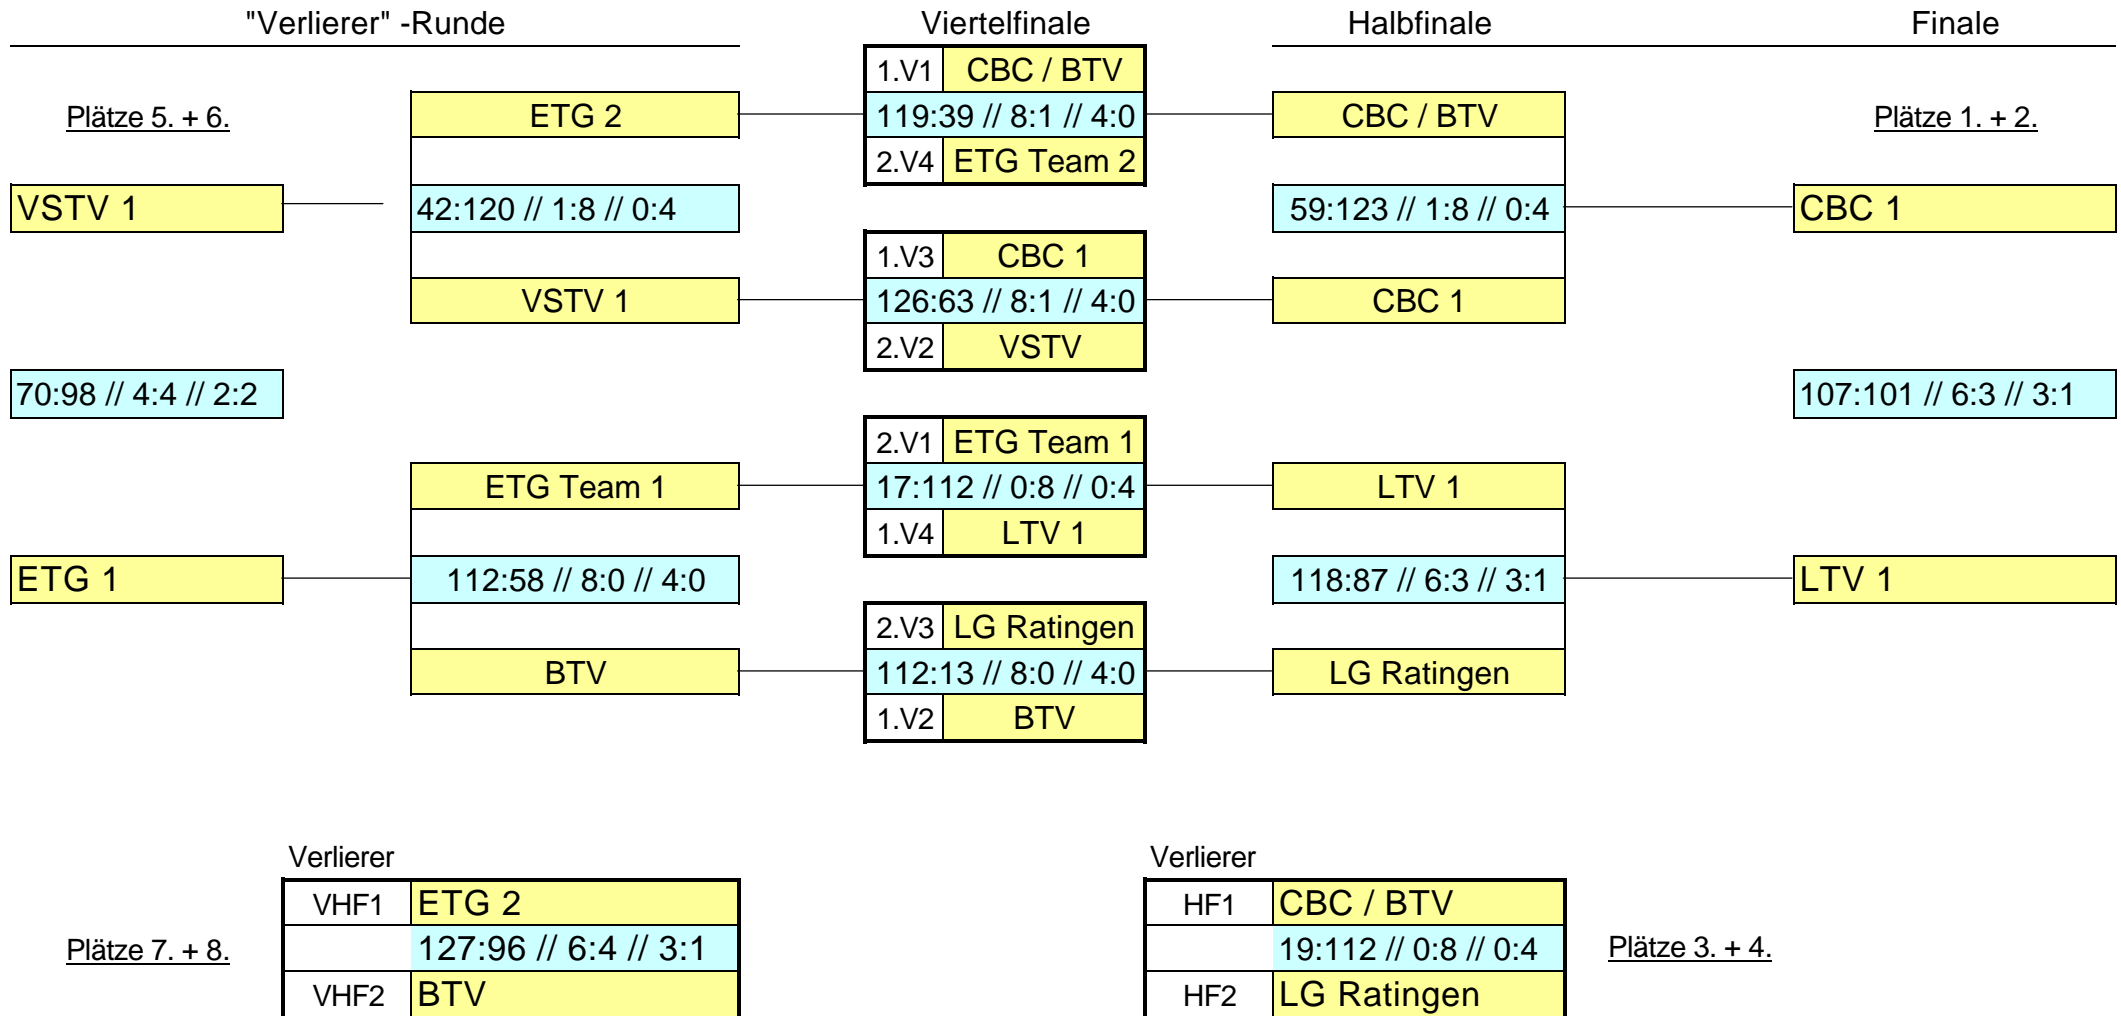 "Verlierer" -Runde Viertelfinale Halbfinale Finale
1.V1 CBC / BTV
Plätze 5. + 6. ETG 2 119:39 // 8:1 // 4:0 CBC / BTV Plätze 1. + 2.
2.V4 ETG Team 2
VSTV 1 42:120 // 1:8 // 0:4 59:123 // 1:8 // 0:4 CBC 1
1.V3 CBC 1
VSTV 1 126:63 // 8:1 // 4:0 CBC 1
2.V2 VSTV
70:98 // 4:4 // 2:2 107:101 // 6:3 // 3:1
2.V1 ETG Team 1
ETG Team 1 17:112 // 0:8 // 0:4 LTV 1
1.V4 LTV 1
ETG 1 112:58 // 8:0 // 4:0 118:87 // 6:3 // 3:1 LTV 1
2.V3 LG Ratingen
BTV 112:13 // 8:0 // 4:0 LG Ratingen
1.V2 BTV
Verlierer Verlierer
VHF1 ETG 2 HF1 CBC / BTV
Plätze 7. + 8. 127:96 // 6:4 // 3:1 19:112 // 0:8 // 0:4 Plätze 3. + 4.
VHF2 BTV HF2 LG Ratingen